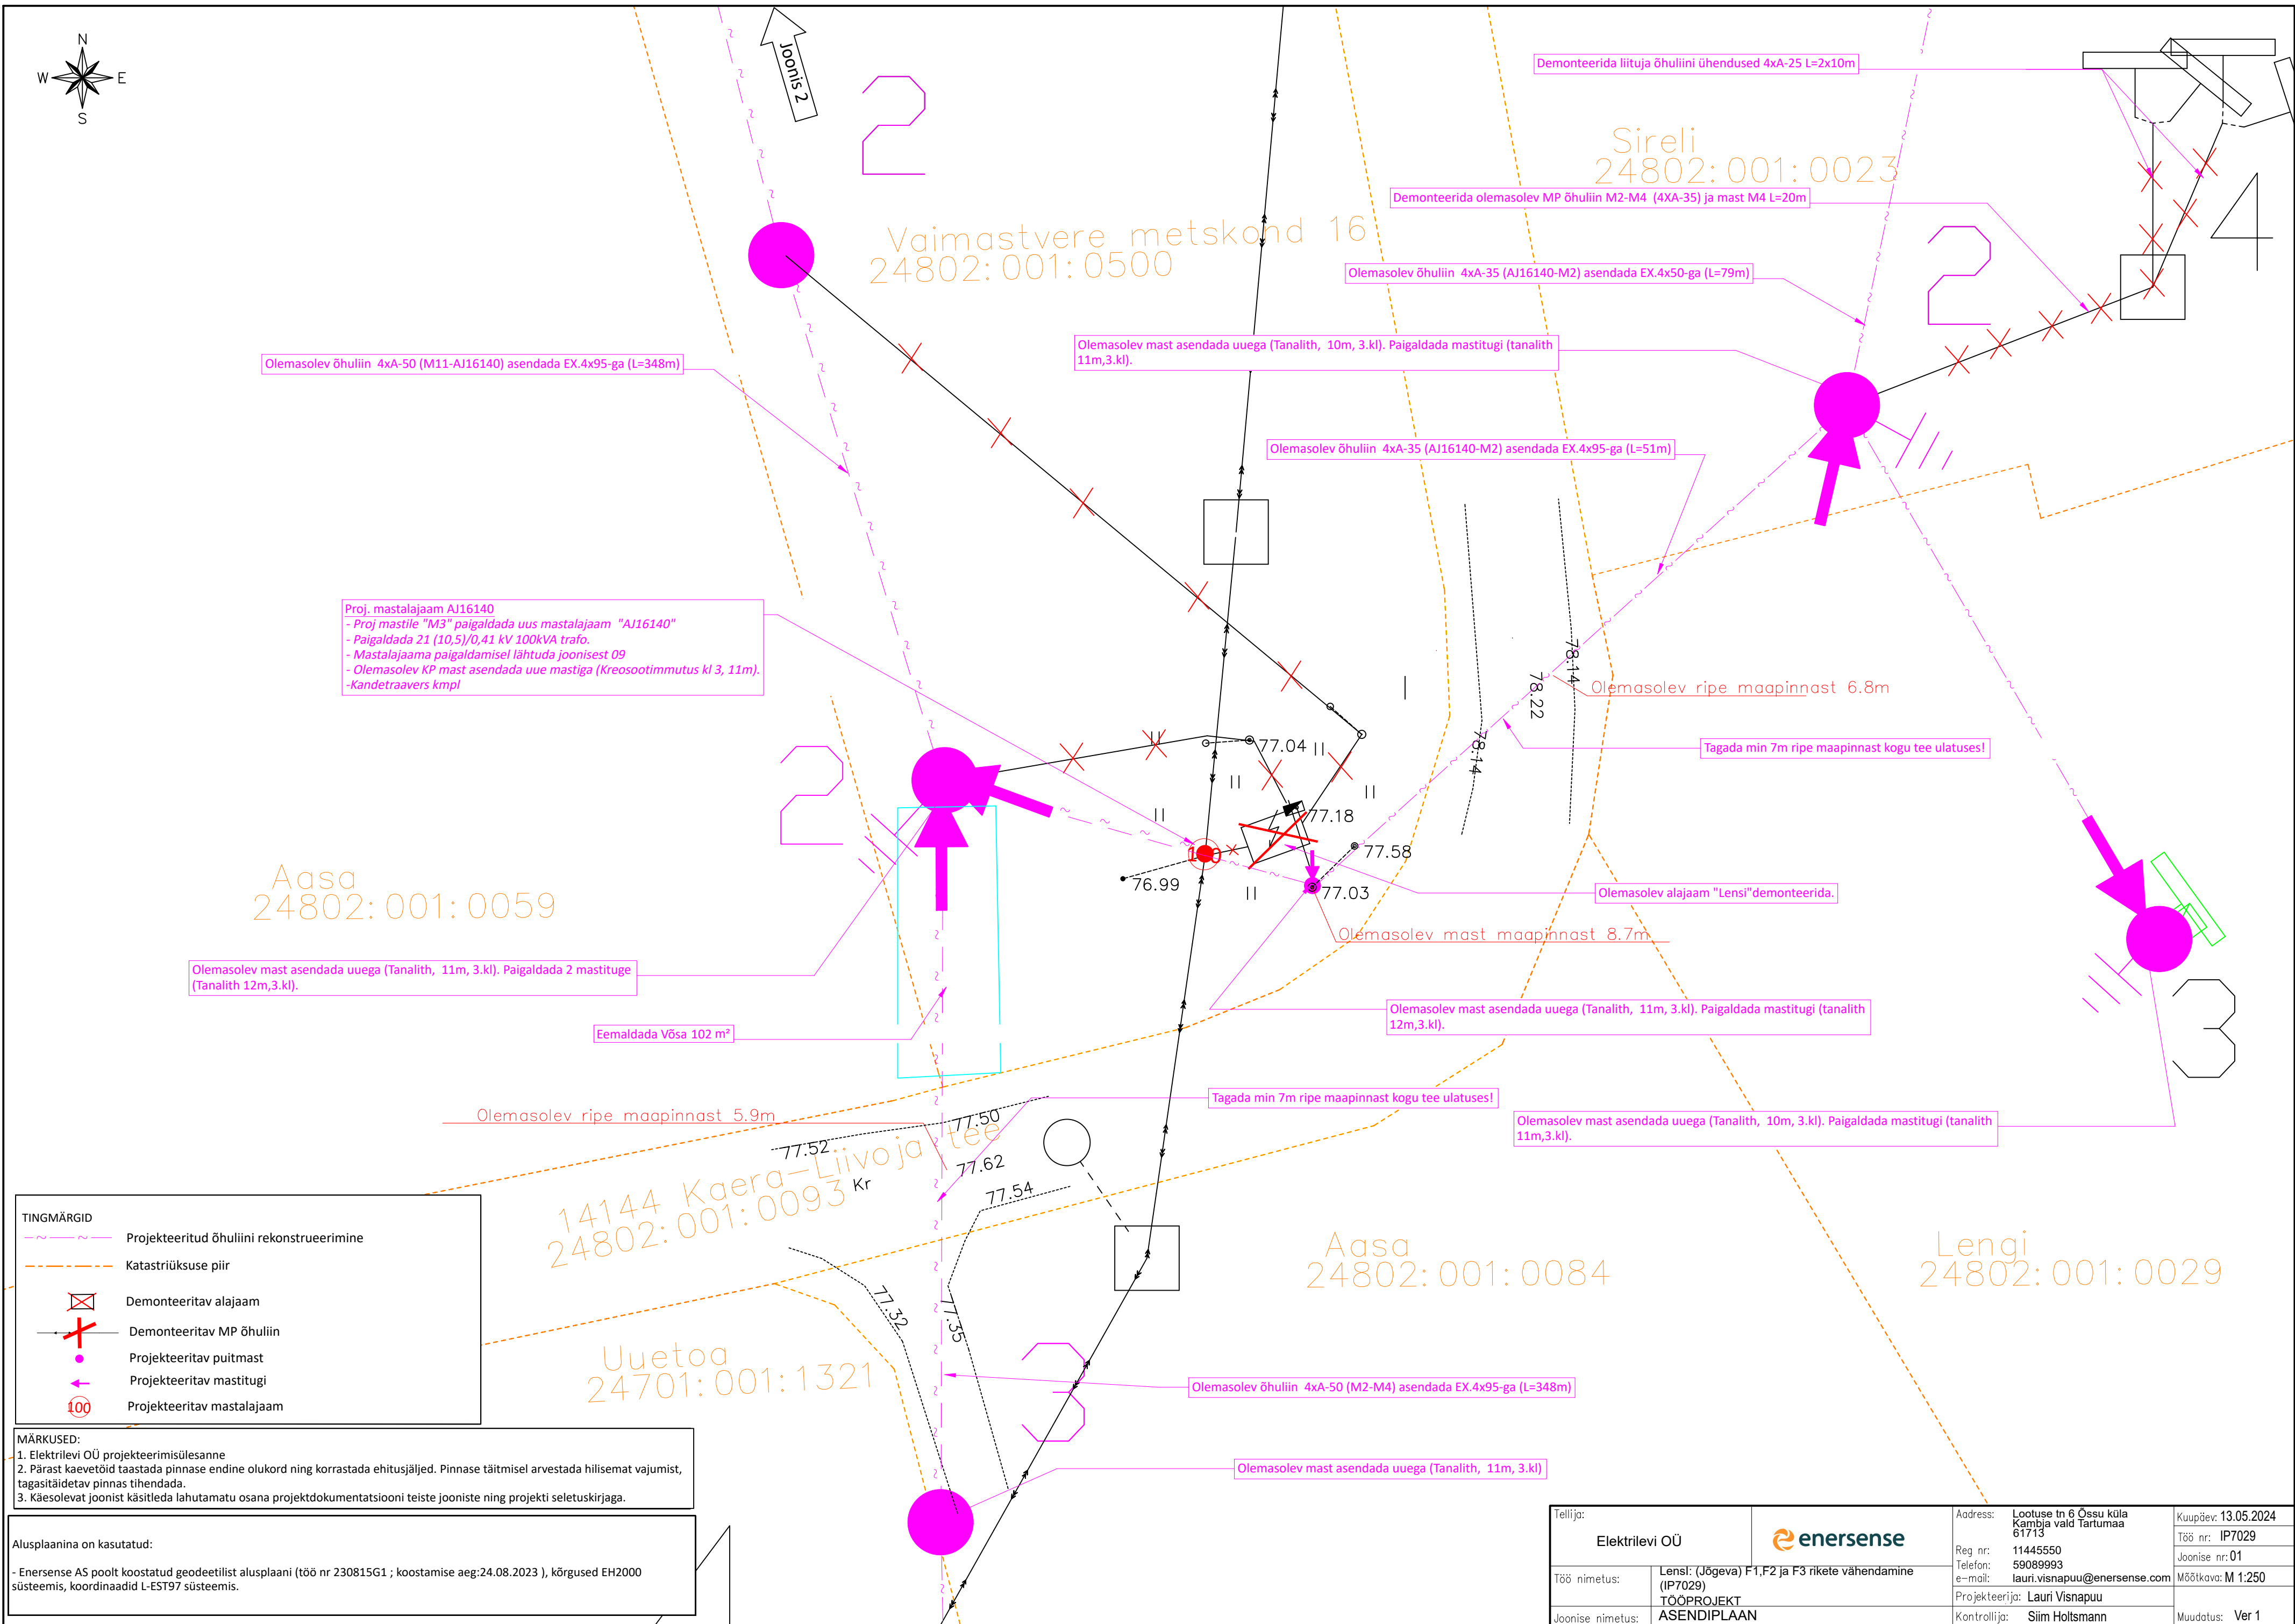 N
W
E
S
Joonis 2
2
Demonteerida liituja õhuliini ühendused 4xA-25 L=2x10m
Sireli
24802:001:0023
Demonteerida olemasolev MP õhuliin M2-M4 (4XA-35) ja mast M4 L=20m
2
4
Vaimastvere metskond 16
24802:001:0500
Olemasolev õhuliin 4xA-35 (AJ16140-M2) asendada EX.4x50-ga (L=79m)
Olemasolev mast asendada uuega (Tanalith, 10m, 3.kl). Paigaldada mastitugi (tanalith
11m,3.kl).
Olemasolev õhuliin 4xA-50 (M11-AJ16140) asendada EX.4x95-ga (L=348m)
Olemasolev õhuliin 4xA-35 (AJ16140-M2) asendada EX.4x95-ga (L=51m)
Proj. mastalajaam AJ16140
- Proj mastile "M3" paigaldada uus mastalajaam "AJ16140"
- Paigaldada 21 (10,5)/0,41 kV 100kVA trafo.
- Mastalajaama paigaldamisel lähtuda joonisest 09
- Olemasolev KP mast asendada uue mastiga (Kreosootimmutus kl 3, 11m).
-Kandetraavers kmpl
78.14
78.22
78.14
Olemasolev ripe maapinnast 6.8m
Tagada min 7m ripe maapinnast kogu tee ulatuses!
2
77.04
77.18
77.58
100
76.99
77.03
Aasa
24802:001:0059
Olemasolev alajaam "Lensi"demonteerida.
Olemasolev mast maapinnast 8.7m
Olemasolev mast asendada uuega (Tanalith, 11m, 3.kl). Paigaldada 2 mastituge
(Tanalith 12m,3.kl).
Olemasolev mast asendada uuega (Tanalith, 11m, 3.kl). Paigaldada mastitugi (tanalith
12m,3.kl).
3
Eemaldada Võsa 102 m²
Tagada min 7m ripe maapinnast kogu tee ulatuses!
Olemasolev ripe maapinnast 5.9m
Olemasolev mast asendada uuega (Tanalith, 10m, 3.kl). Paigaldada mastitugi (tanalith
11m,3.kl).
77.50
77.52
77.62
77.54
14144 Kaera-Liivoja tee
24802:001:0093
Kr
77.32
77.35
Aasa
24802:001:0084
Lengi
24802:001:0029
Uuetoa
24701:001:1321
3
Olemasolev õhuliin 4xA-50 (M2-M4) asendada EX.4x95-ga (L=348m)
Olemasolev mast asendada uuega (Tanalith, 11m, 3.kl)
TINGMÄRGID
Projekteeritud õhuliini rekonstrueerimine
Katastriüksuse piir
Demonteeritav alajaam
Demonteeritav MP õhuliin
Projekteeritav puitmast
Projekteeritav mastitugi
100 Projekteeritav mastalajaam
MÄRKUSED:
1. Elektrilevi OÜ projekteerimisülesanne
2. Pärast kaevetöid taastada pinnase endine olukord ning korrastada ehitusjäljed. Pinnase täitmisel arvestada hilisemat vajumist,
tagasitäidetav pinnas tihendada.
3. Käesolevat joonist käsitleda lahutamatu osana projektdokumentatsiooni teiste jooniste ning projekti seletuskirjaga.
Alusplaanina on kasutatud:
- Enersense AS poolt koostatud geodeetilist alusplaani (töö nr 230815G1 ; koostamise aeg:24.08.2023 ), kõrgused EH2000
süsteemis, koordinaadid L-EST97 süsteemis.
Tellija:
Elektrilevi OÜ
enersense
Aadress: Lootuse tn 6 Õssu küla
Kambja vald Tartumaa
61713
Reg nr: 11445550
Telefon: 59089993
e-mail: lauri.visnapuu@enersense.com
Kuupäev: 13.05.2024
Töö nr: IP7029
Joonise nr: 01
Mõõtkava: M 1:250
Töö nimetus: LensI: (Jõgeva) F1,F2 ja F3 rikete vähendamine
(IP7029)
TÖÖPROJEKT
Projekteerija: Lauri Visnapuu
Joonise nimetus: ASENDIPLAAN
Kontrollija: Siim Holtsmann
Muudatus: Ver 1